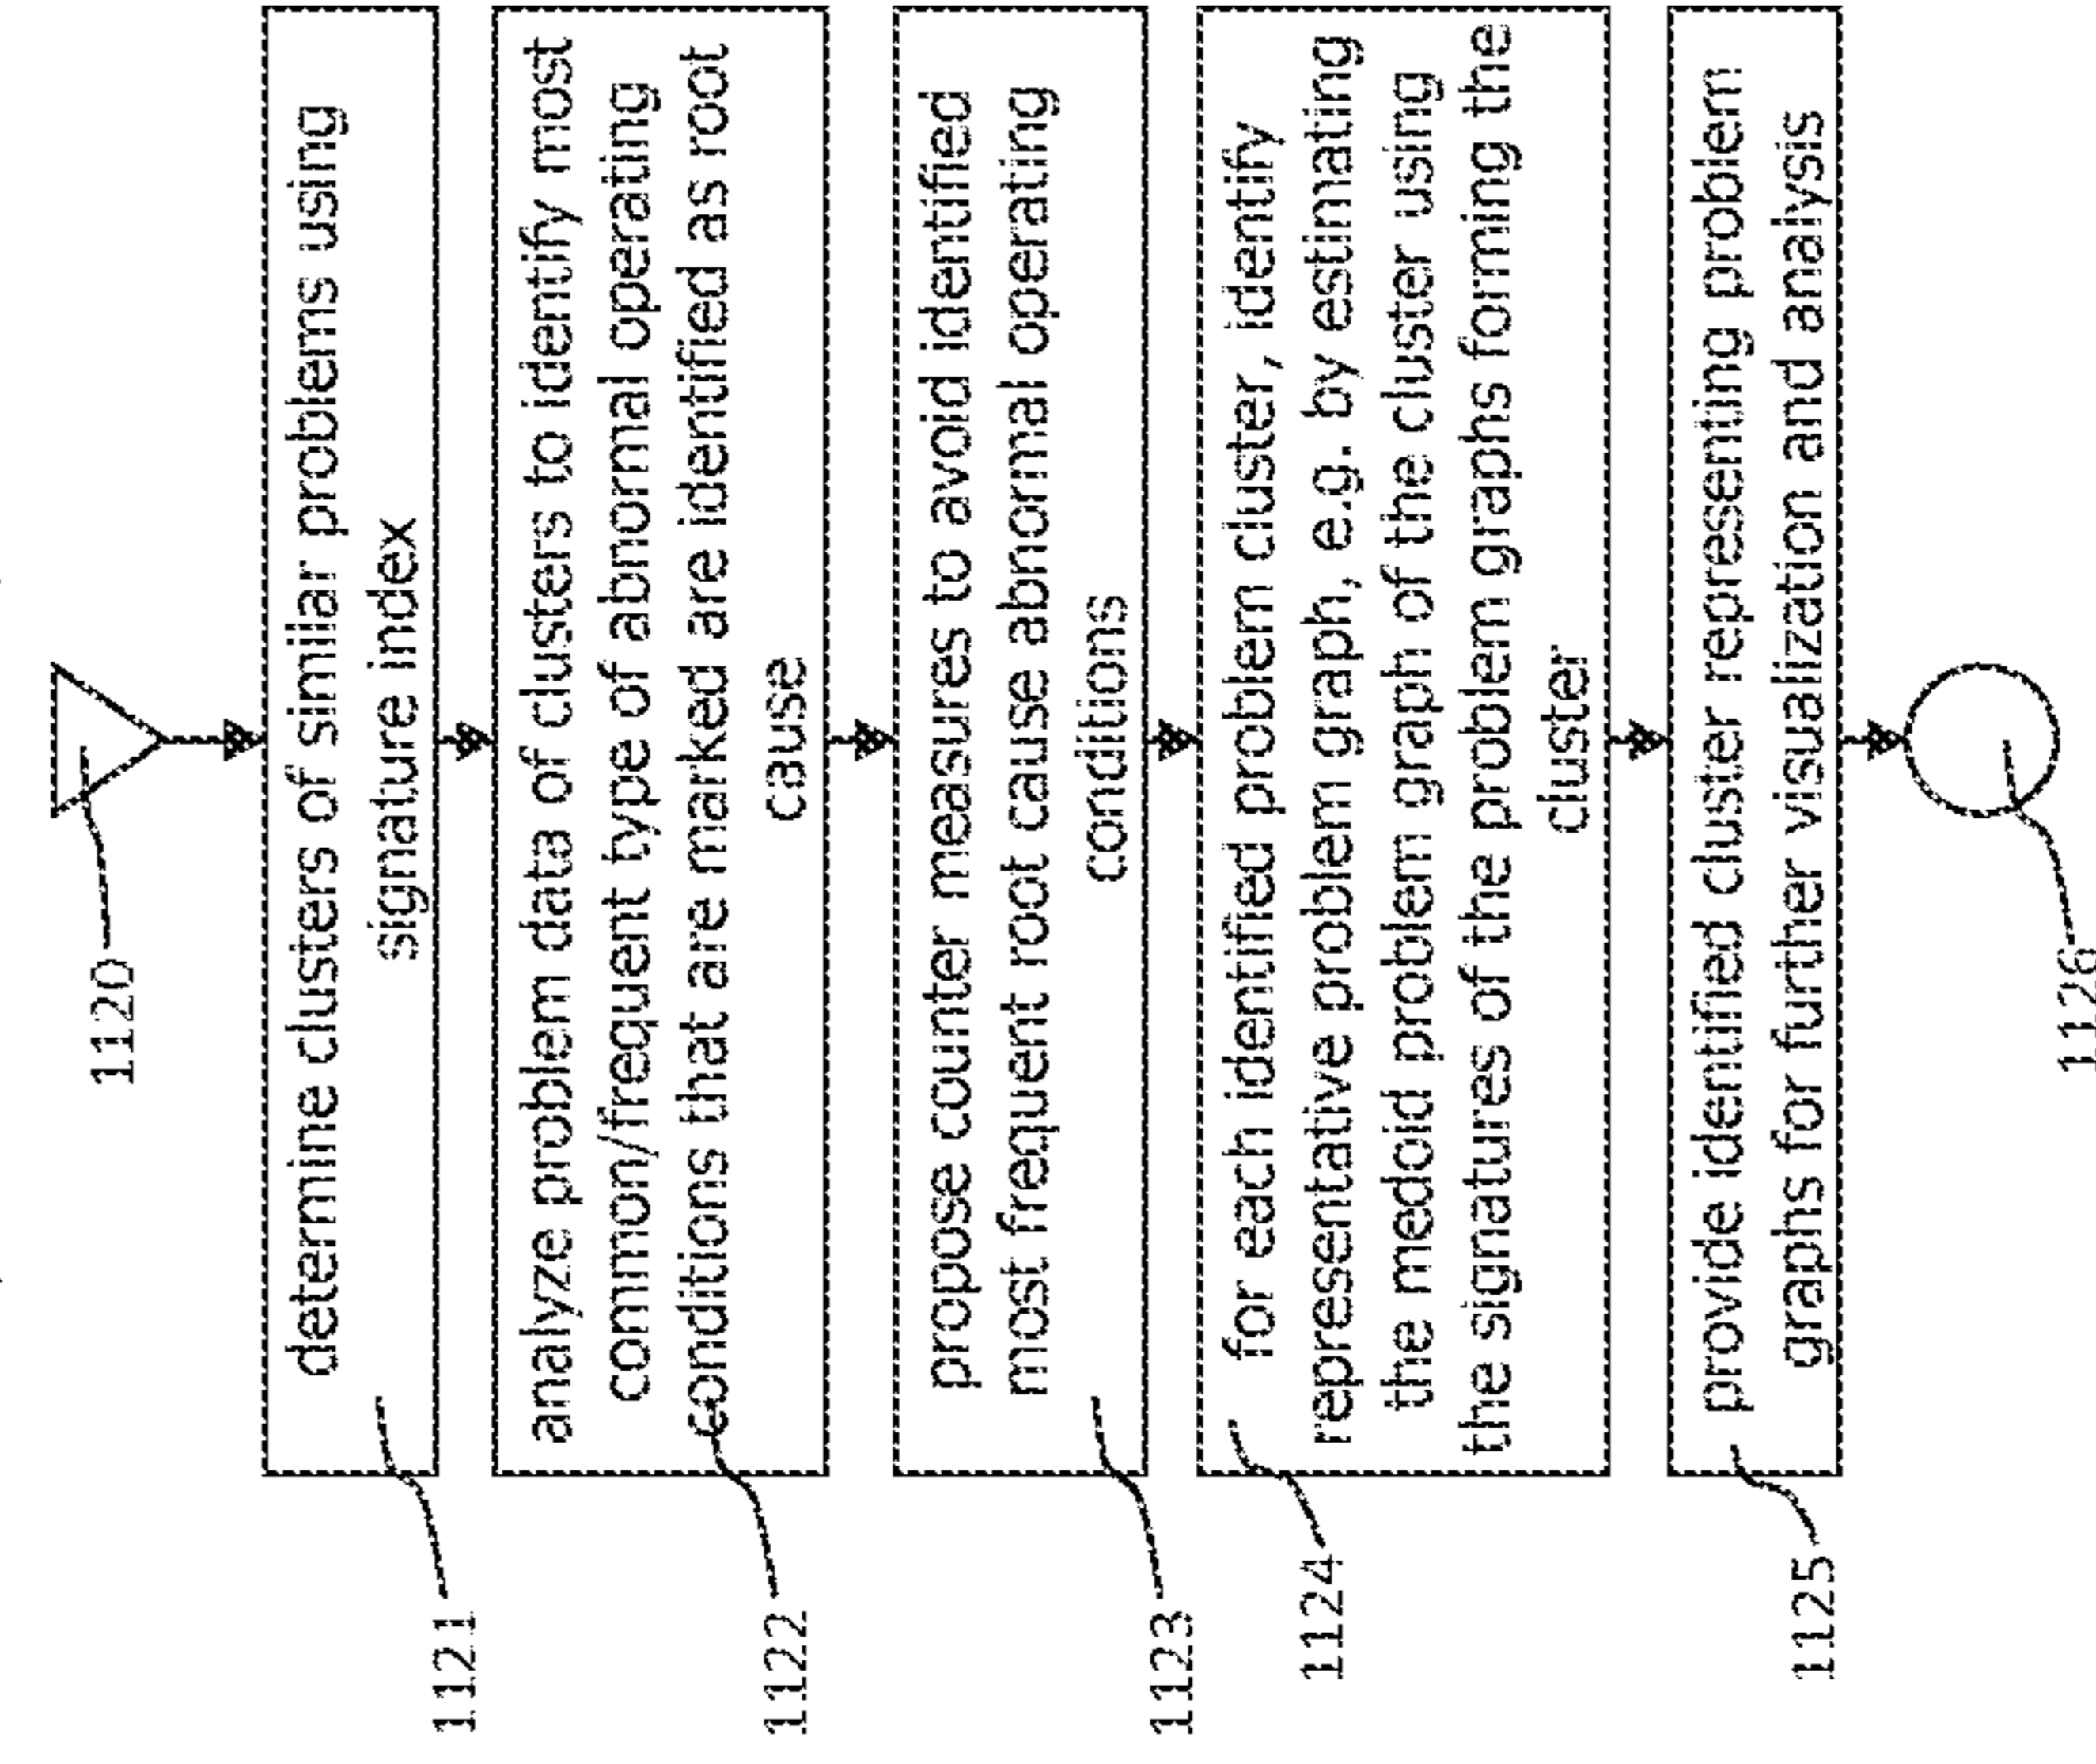 1120
determine clusters of similar problems using
signature index
1121
analyze problem data of clusters to identify most
common/frequent type of abnormal operating
conditions that are marked are identified as root
cause
1122
propose counter measures to avoid identified
most frequent root cause abnormal operating
conditions
1123
for each identified problem cluster, identify
representative problem graph, e.g. by estimating
the medoid problem graph of the cluster using
the signatures of the problem graphs forming the
cluster
1124
provide identified cluster representing problem
graphs for further visualization and analysis
1125
1126